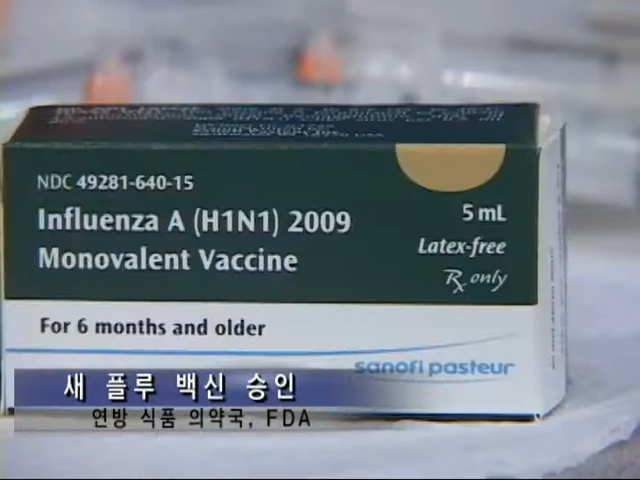 NDC 49281-640-15
Influenza A (H1N1) 2009
Monovalent Vaccine
5 mL
Latex-free
Rx only
For 6 months and older
sanofi pasteur
새 플루 백신 승인
연방 식품 의약국, FDA